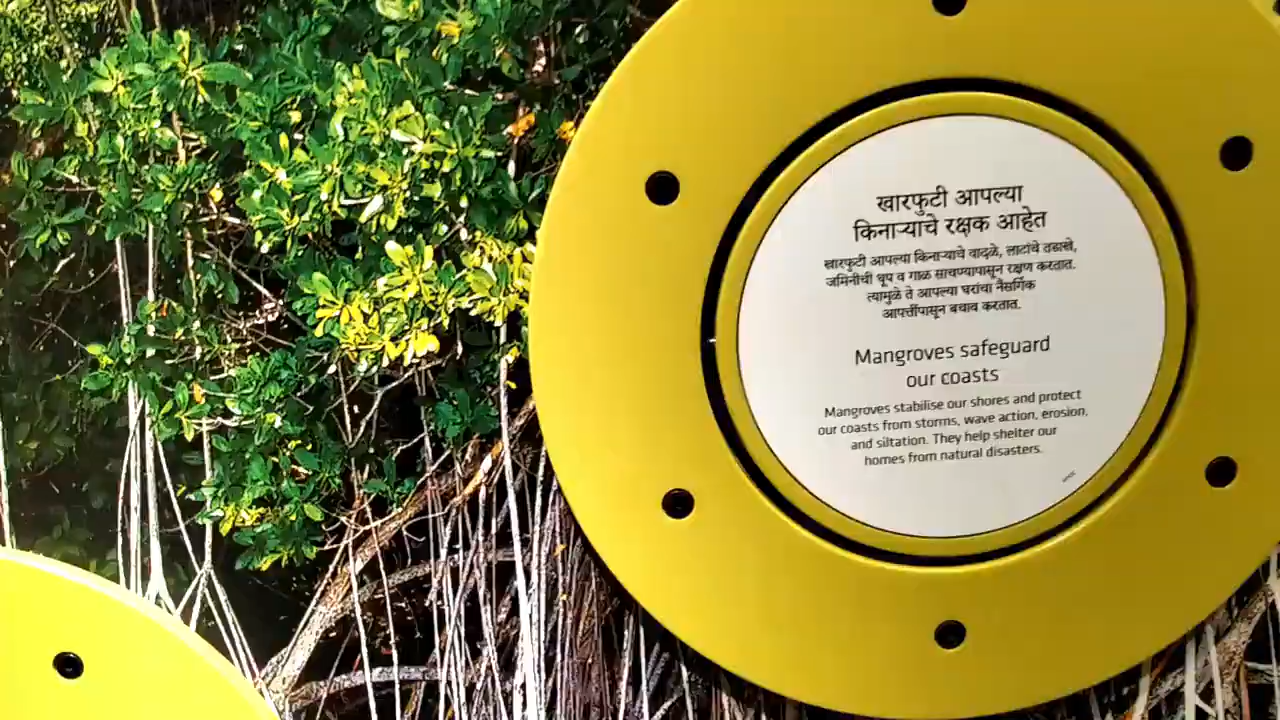 खारफुटी आपल्या
किनाऱ्याचे रक्षक आहेत
खारफुटी आपल्या किनाऱ्याचे वादळे, लाटांचे तडाखे,
जमिनीची धूप व गाळ साचण्यापासून रक्षण करतात.
त्यामुळे ते आपल्या घरांचा नैसर्गिक
आपत्तींपासून बचाव करतात.
Mangroves safeguard
our coasts
Mangroves stabilise our shores and protect
our coasts from storms, wave action, erosion,
and siltation. They help shelter our
homes from natural disasters.